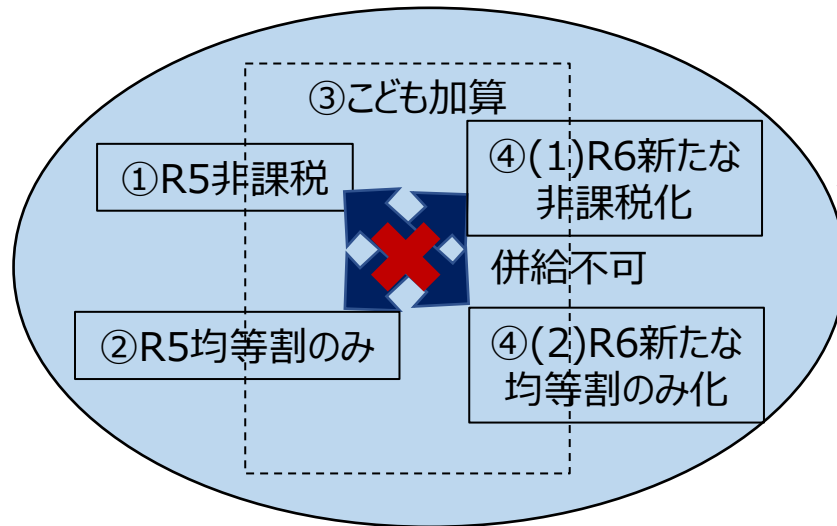 ③こども加算
①R5非課税
④(1)R6新たな
非課税化
併給不可
②R5均等割のみ
④(2)R6新たな
均等割のみ化